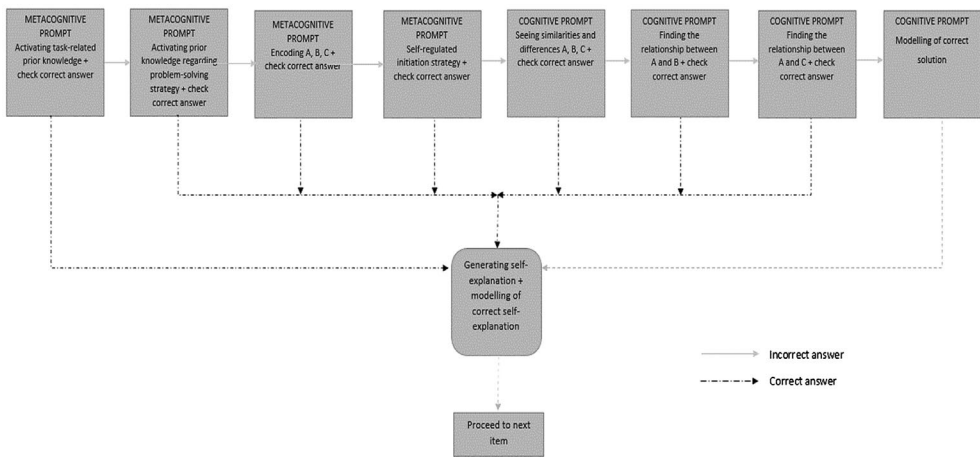 METACOGNITIVE
PROMPT
Activating task-related
prior knowledge +
check correct answer
METACOGNITIVE
PROMPT
Activating prior
knowledge regarding
problem-solving
strategy + check
correct answer
METACOGNITIVE
PROMPT
Encoding A, B, C +
check correct answer
METACOGNITIVE
PROMPT
Self-regulated
initiation strategy +
check correct answer
COGNITIVE PROMPT
Seeing similarities and
differences A, B, C +
check correct answer
COGNITIVE PROMPT
Finding the
relationship between
A and B + check
correct answer
COGNITIVE PROMPT
Finding the
relationship between
A and C + check
correct answer
COGNITIVE PROMPT
Modelling of correct
solution
Generating self-
explanation +
modelling of
correct self-
explanation
Incorrect answer
Correct answer
Proceed to next
item